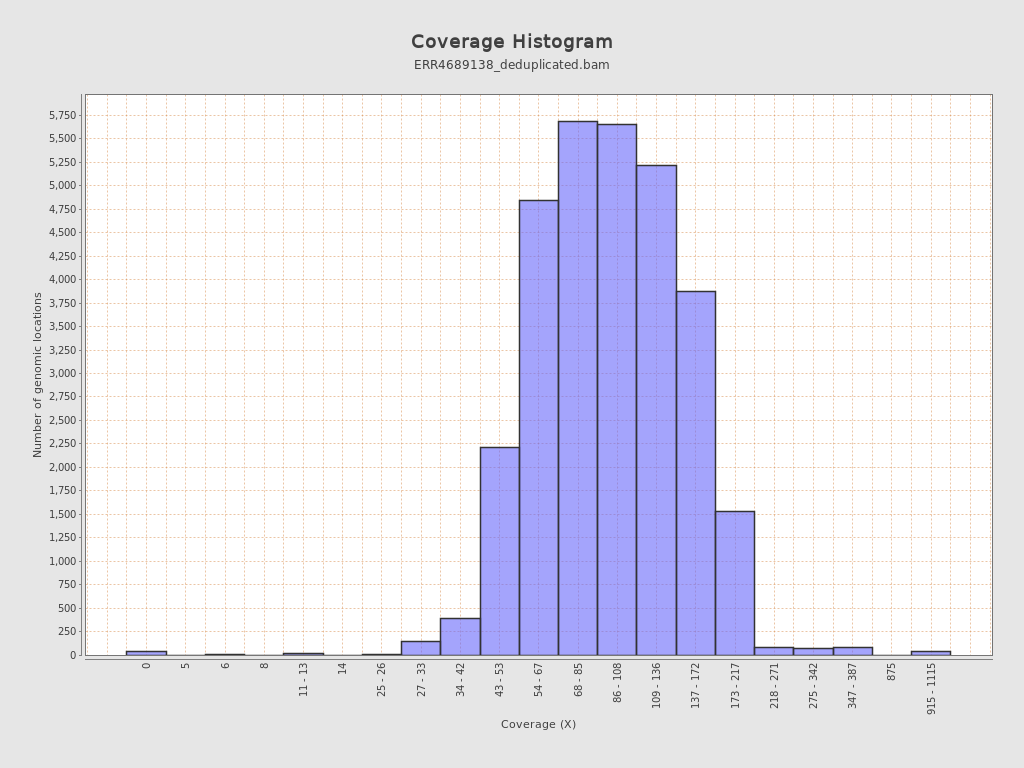 Coverage Histogram
ERR4689138_deduplicated.bam
Number of genomic locations
5,750
5,500
5,250
5,000
4,750
4,500
4,250
4,000
3,750
3,500
3,250
3,000
2,750
2,500
2,250
2,000
1,750
1,500
1,250
1,000
750
500
250
0
0
5
6
8
11 - 13
14
25 - 26
27 - 33
34 - 42
43 - 53
54 - 67
68 - 85
86 - 108
109 - 136
137 - 172
173 - 217
218 - 271
275 - 342
347 - 387
875
915 - 1115
Coverage (X)